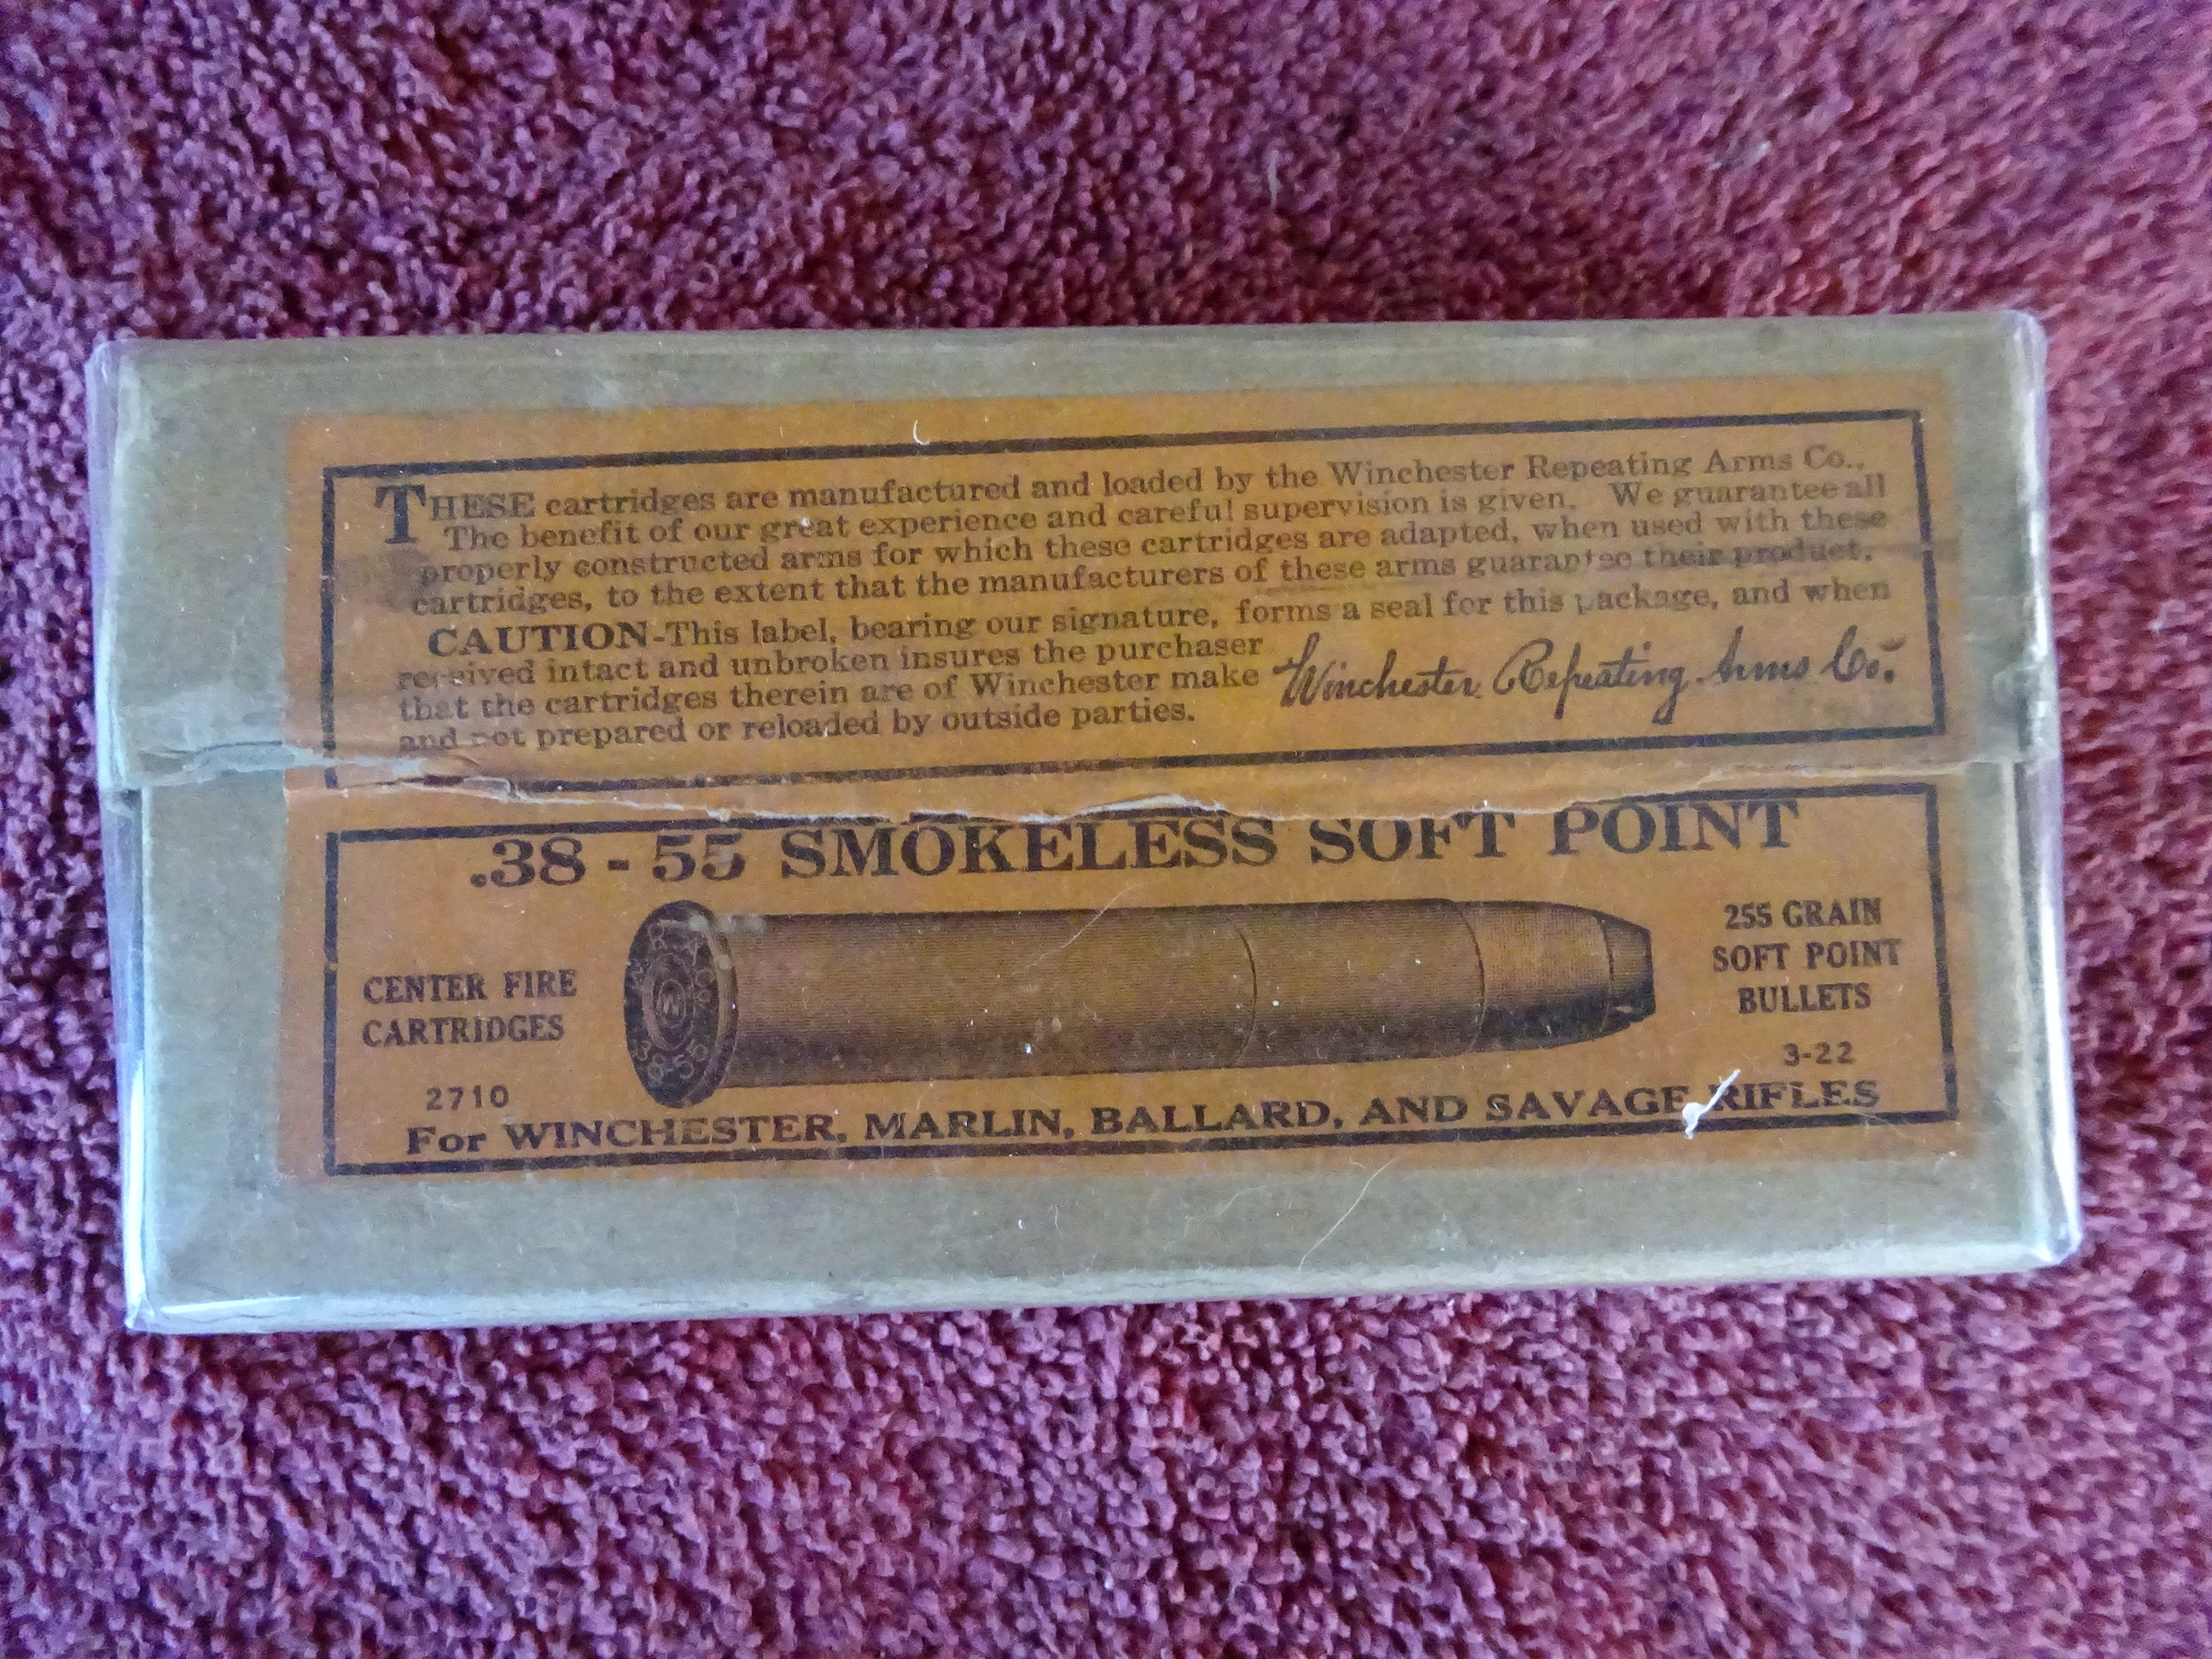 THESE cartridges are manufactured and loaded by the Winchester Repeating Arms Co.,
The benefit of our great experience and careful supervision is given. We guarantee all
properly constructed arms for which these cartridges are adapted, when used with these
cartridges, to the extent that the manufacturers of these arms guarantee their product.
CAUTION-This label, bearing our signature, forms a seal for this package, and when
received intact and unbroken insures the purchaser
that the cartridges therein are of Winchester make
and not prepared or reloaded by outside parties.
Winchester Repeating Arms Co.
.38-55 SMOKELESS SOFT POINT
CENTER FIRE
CARTRIDGES
2710
255 GRAIN
SOFT POINT
BULLETS
3-22
For WINCHESTER, MARLIN, BALLARD, AND SAVAGE RIFLES